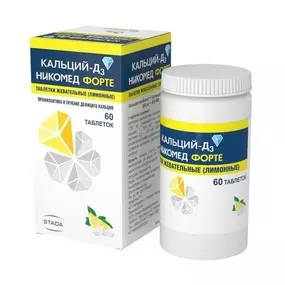 КАЛЬЦИЙ-Д3
НИКОМЕД ФОРТЕ
ТАБЛЕТКИ ЖЕВАТЕЛЬНЫЕ (ЛИМОННЫЕ)
ПРОФИЛАКТИКА И ЛЕЧЕНИЕ ДЕФИЦИТА КАЛЬЦИЯ
60
ТАБЛЕТОК
STADA
КАЛЬЦИЙ-Д3
НИКОМЕД ФОРТЕ
ЖЕВАТЕЛЬНЫЕ (ЛИМОННЫЕ)
60 ТАБЛЕТОК